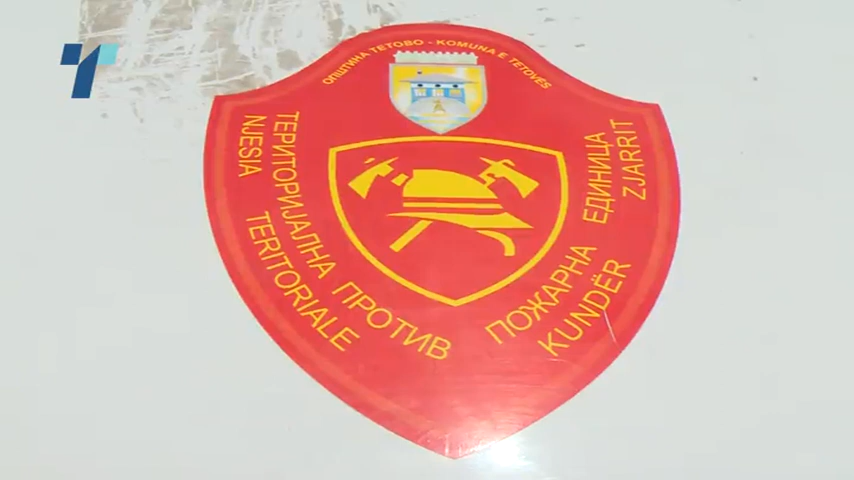 ОПШТИНА ТЕТОВО - KOMUNA E TETOVËS
ТЕРИТОРИЈАЛНА ПРОТИВ ПОЖАРНА ЕДИНИЦА
NJESIA TERITORIALE KUNDËR ZJARRIT